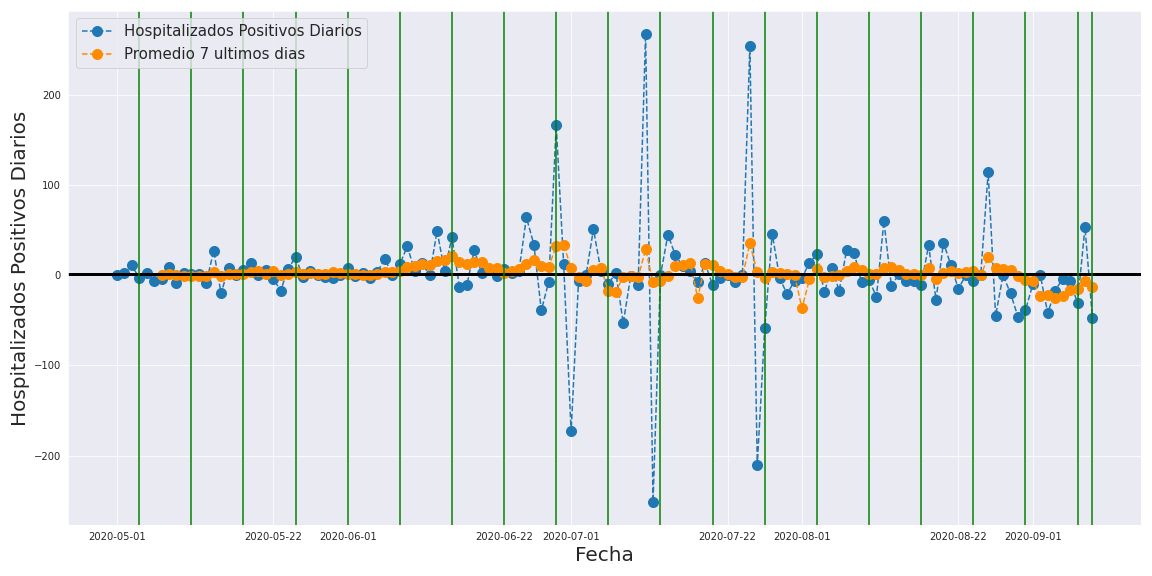 Hospitalizados Positivos Diarios
Promedio 7 ultimos dias
Hospitalizados Positivos Diarios
200
100
0
−100
−200
2020-05-01 2020-05-22 2020-06-01 2020-06-22 2020-07-01 2020-07-22 2020-08-01 2020-08-22 2020-09-01
Fecha